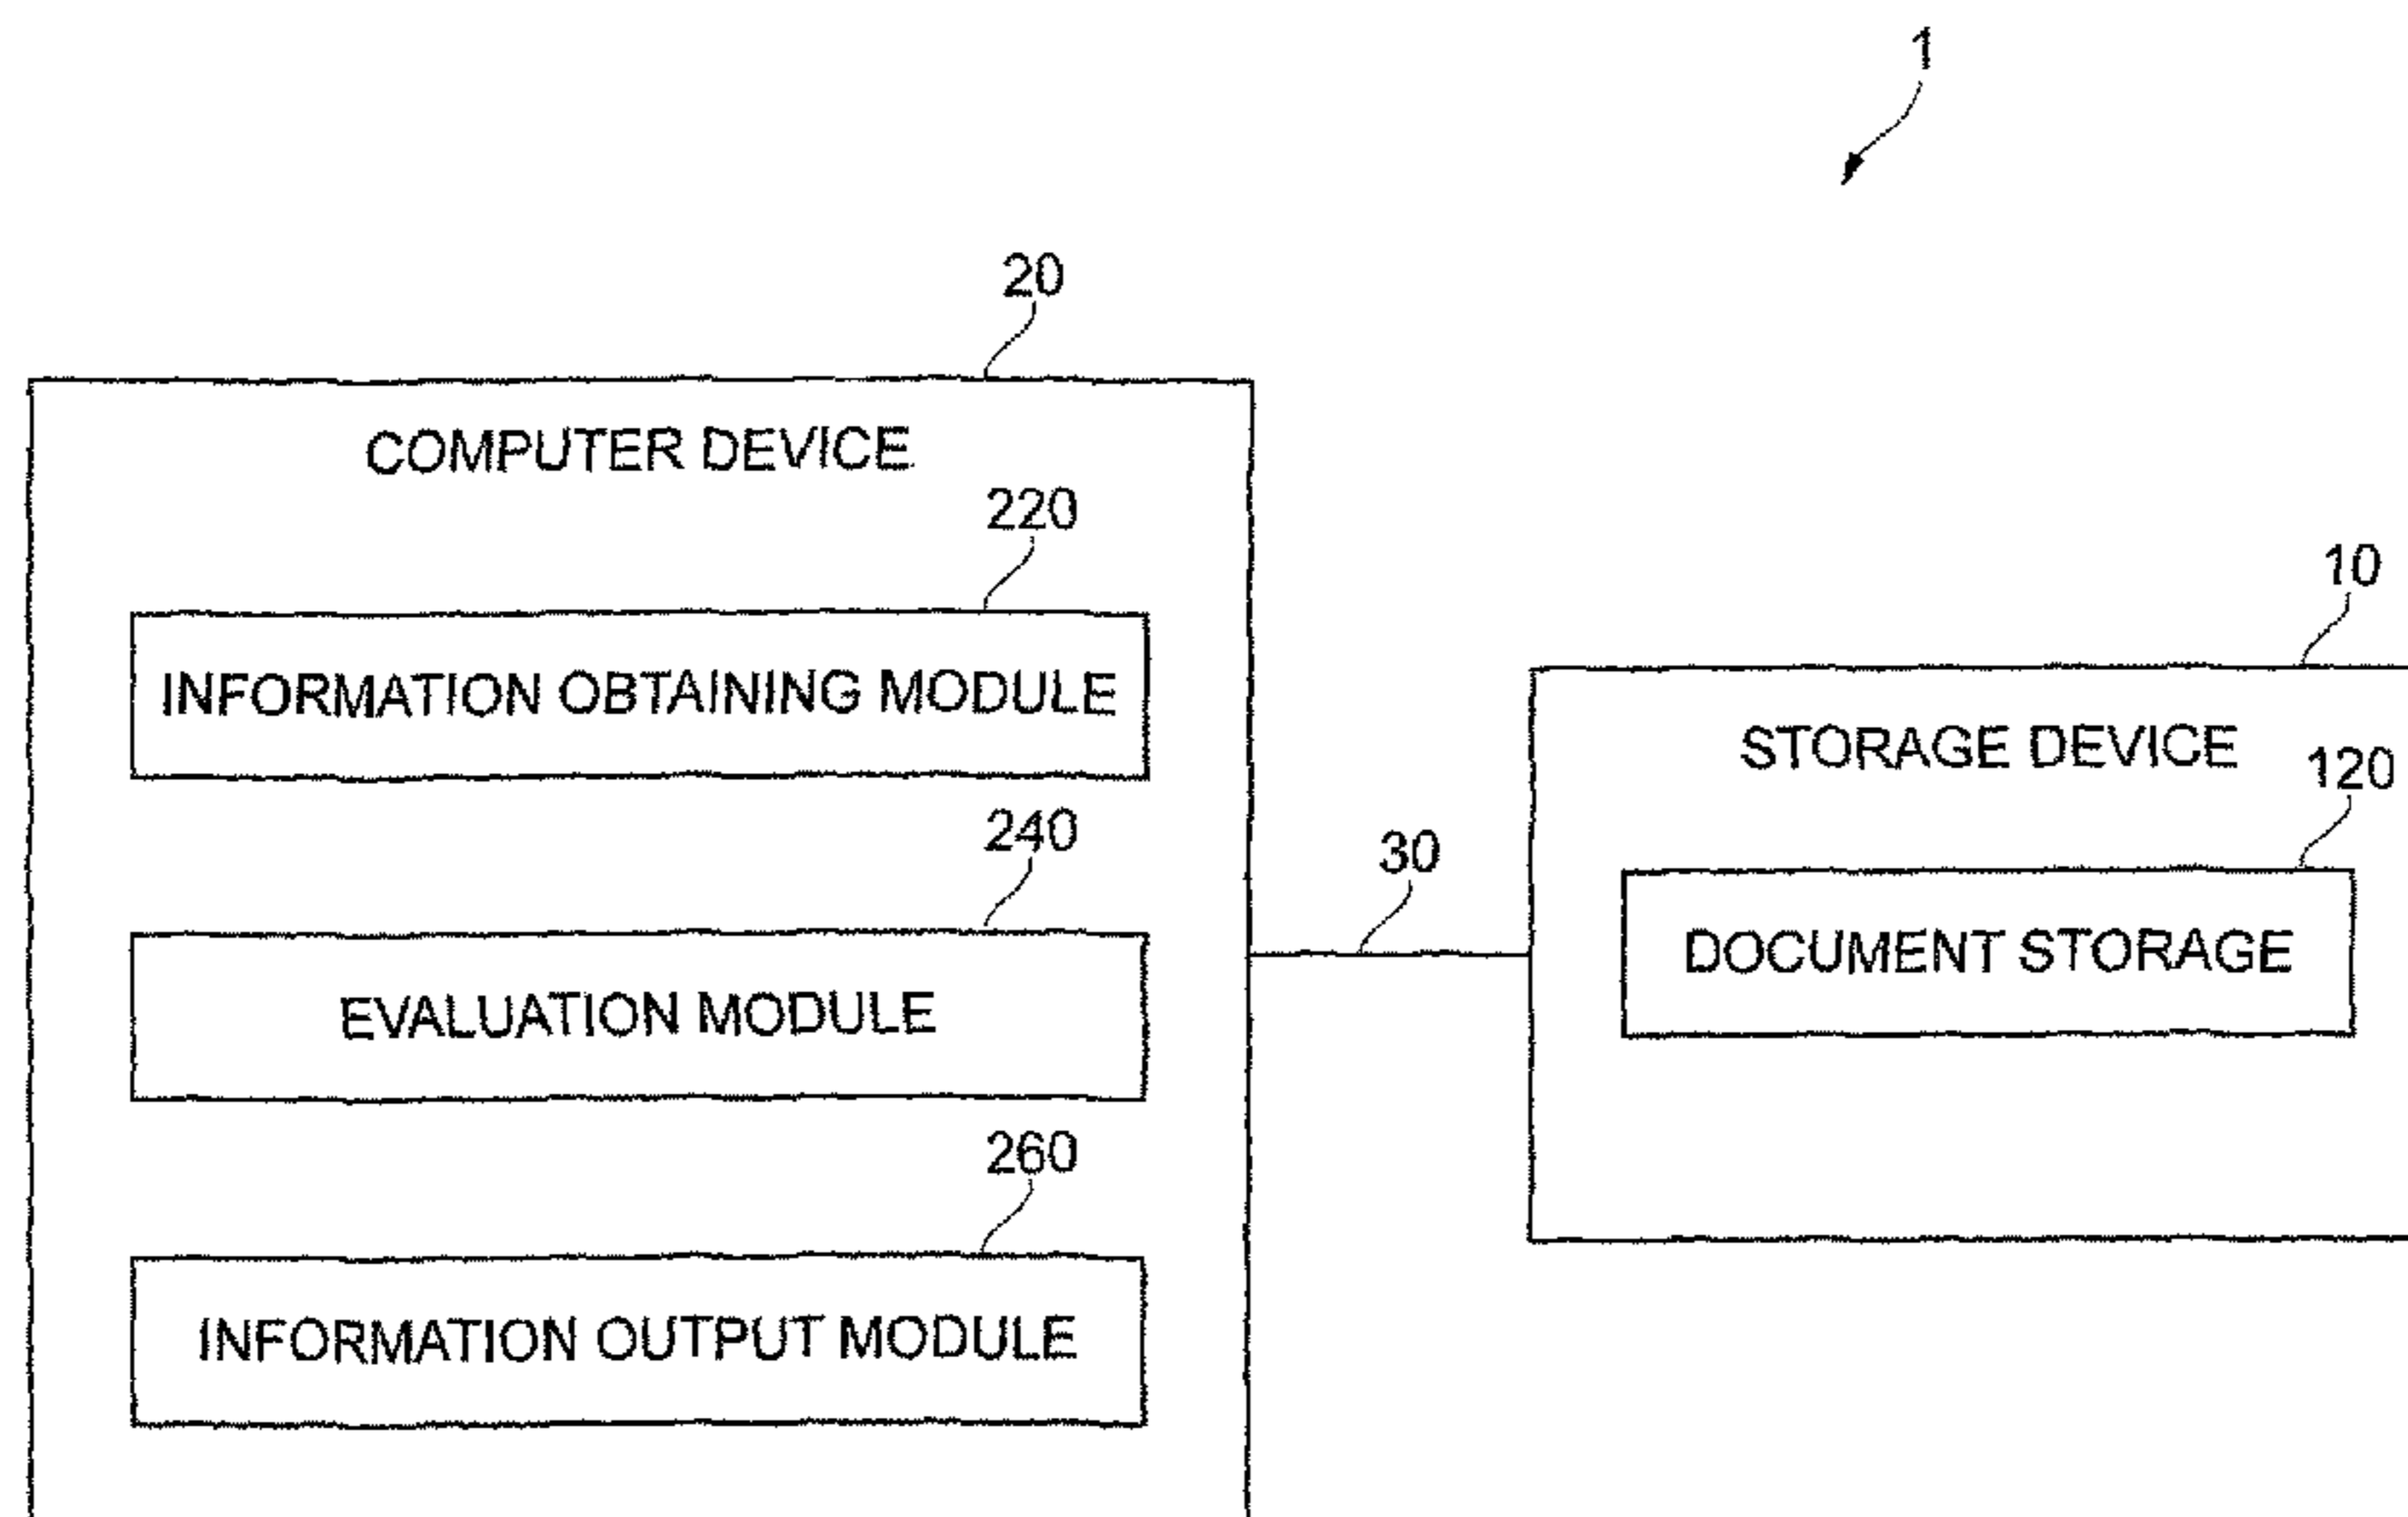 1
20
COMPUTER DEVICE
220
INFORMATION OBTAINING MODULE
240
EVALUATION MODULE
260
INFORMATION OUTPUT MODULE
30
10
STORAGE DEVICE
120
DOCUMENT STORAGE